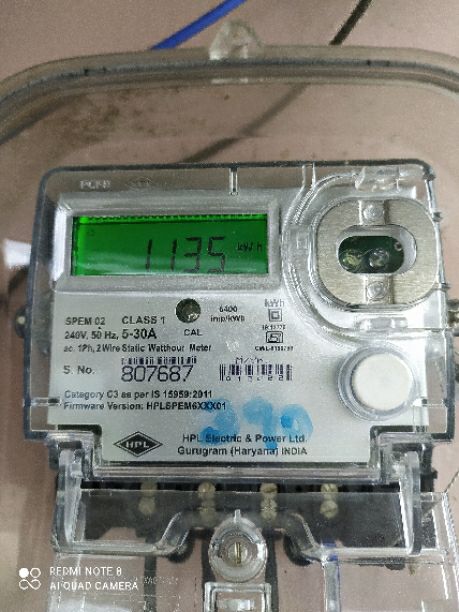 1135 kW h
SPEM 02 CLASS 1
240V, 50 Hz, 5-30A CAL
6400
imp/kWh
kWh
ac. 1Ph, 2 Wire Static Watthour Meter
S. No. 807687
M/YR
Category C3 as per IS 15959:2011
Firmware Version: HPLSPEM6XXX01
HPL
HPL Electric & Power Ltd.
Gurugram (Haryana) INDIA
REDMI NOTE 8
AI QUAD CAMERA